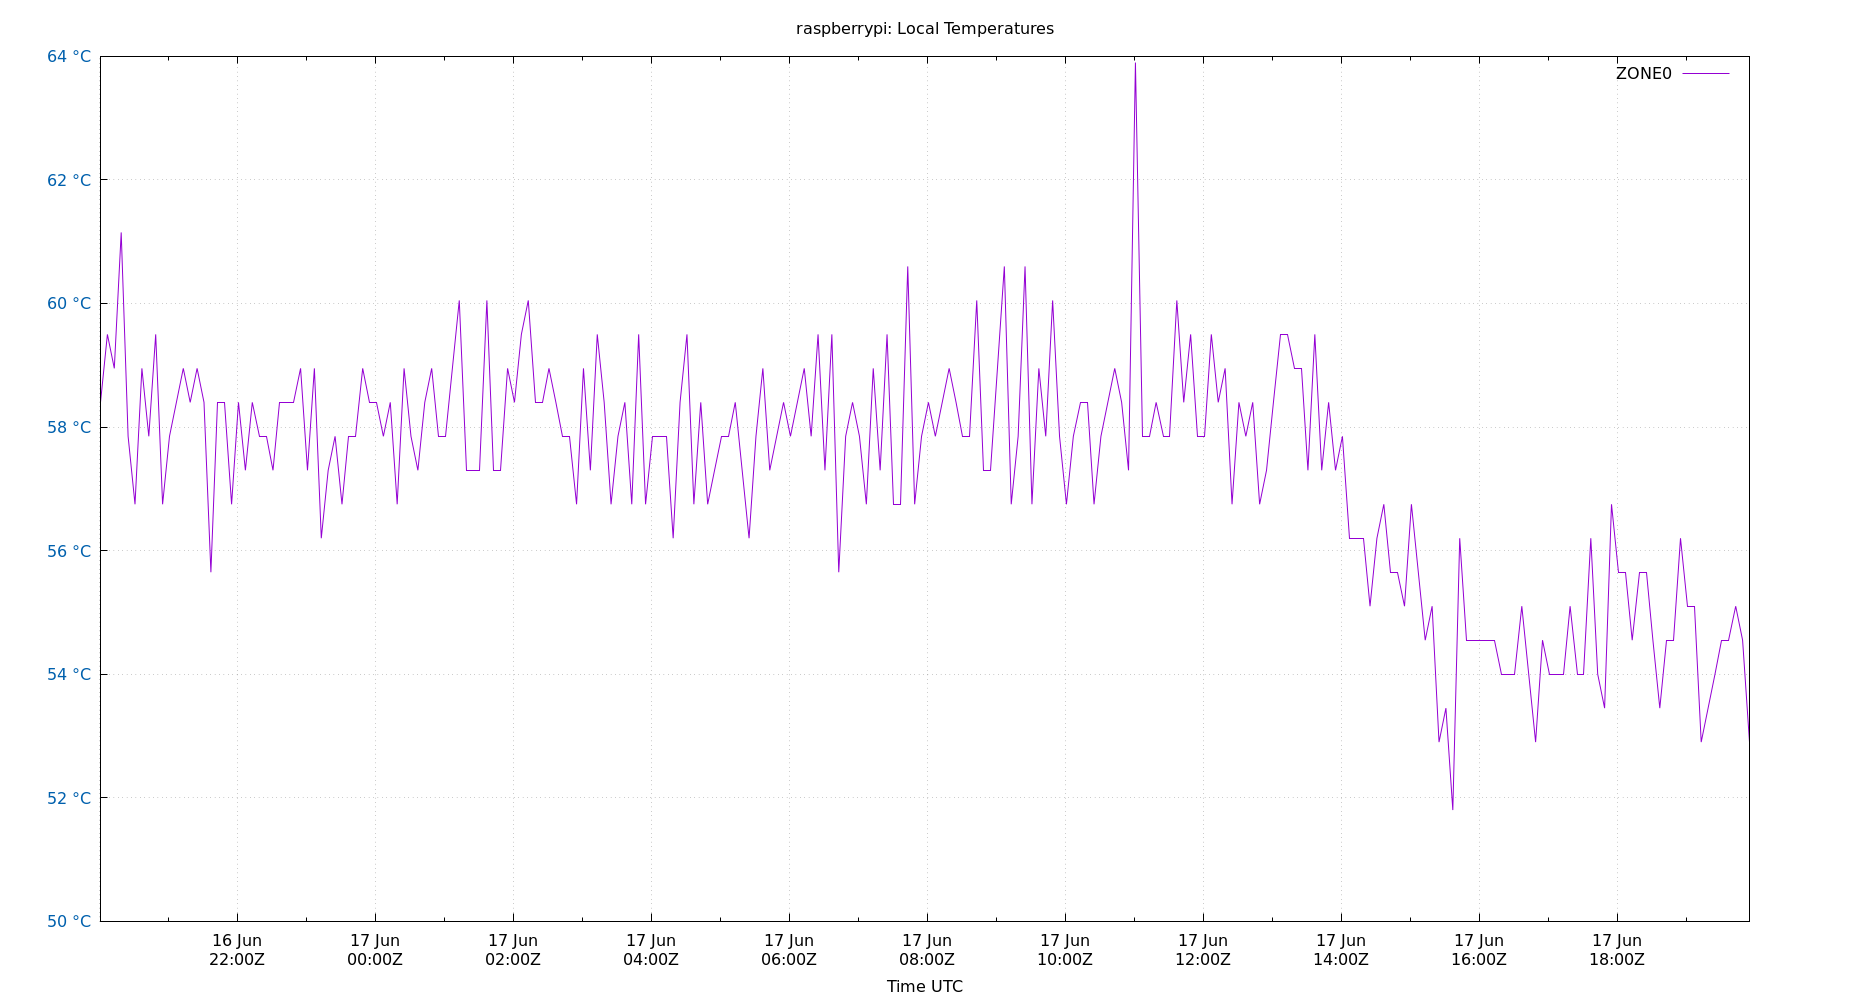 raspberrypi: Local Temperatures
64 °C
ZONE0
62 °C
60 °C
58 °C
56 °C
54 °C
52 °C
50 °C
16 Jun 17 Jun 17 Jun 17 Jun 17 Jun 17 Jun 17 Jun 17 Jun 17 Jun 17 Jun 17 Jun
22:00Z 00:00Z 02:00Z 04:00Z 06:00Z 08:00Z 10:00Z 12:00Z 14:00Z 16:00Z 18:00Z
Time UTC